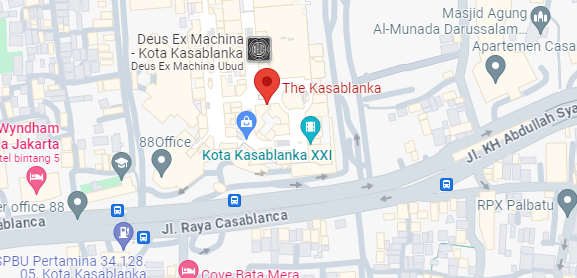 Deus Ex Machina
- Kota Kasablanka
Deus Ex Machina Ubud
Masjid Agung
Al-Munada Darussalam...
Apartemen Casa
The Kasablanka
Wyndham
a Jakarta
tel bintang 5
88Office
Kota Kasablanka XXI
Jl. KH Abdullah Sya
er office 88
ablanca
Jl. Raya Casablanca
RPX Palbatu
SPBU Pertamina 34.128.
05, Kota Kasablanka
Cove Bata Mera